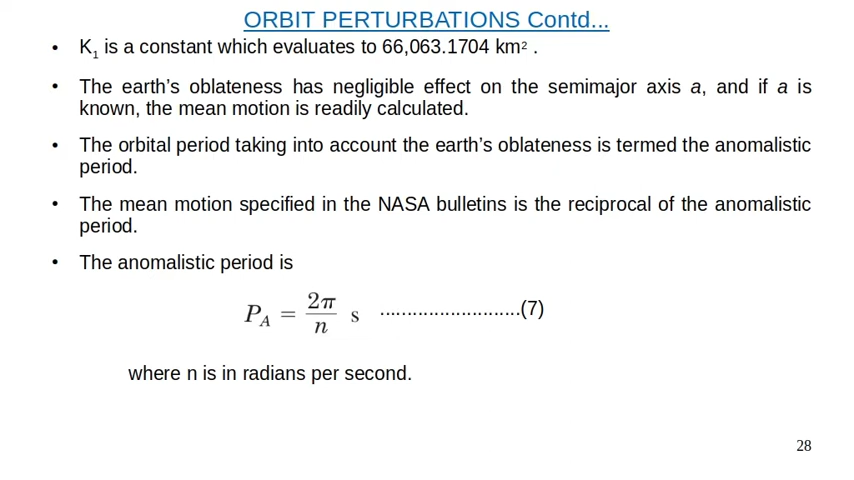 ORBIT PERTURBATIONS Contd...
• K1 is a constant which evaluates to 66,063.1704 km2 .
• The earth's oblateness has negligible effect on the semimajor axis a, and if a is
known, the mean motion is readily calculated.
• The orbital period taking into account the earth's oblateness is termed the anomalistic
period.
• The mean motion specified in the NASA bulletins is the reciprocal of the anomalistic
period.
• The anomalistic period is
P_A = 2π/n s ..........................(7)
where n is in radians per second.
28